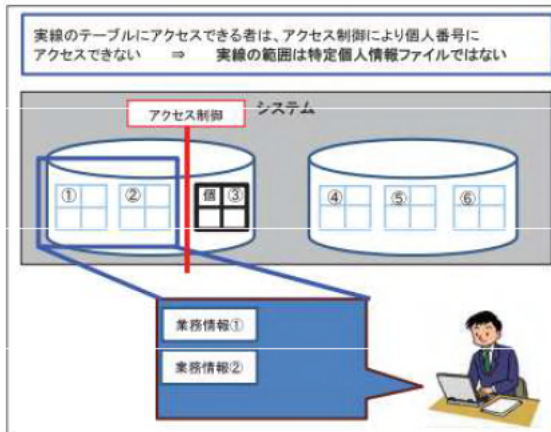 実線のテーブルにアクセスできる者は、アクセス制御により個人番号に
アクセスできない　⇒　実線の範囲は特定個人情報ファイルではない
システム
アクセス制御
① ② 個 ③ ④ ⑤ ⑥
業務情報①
業務情報②